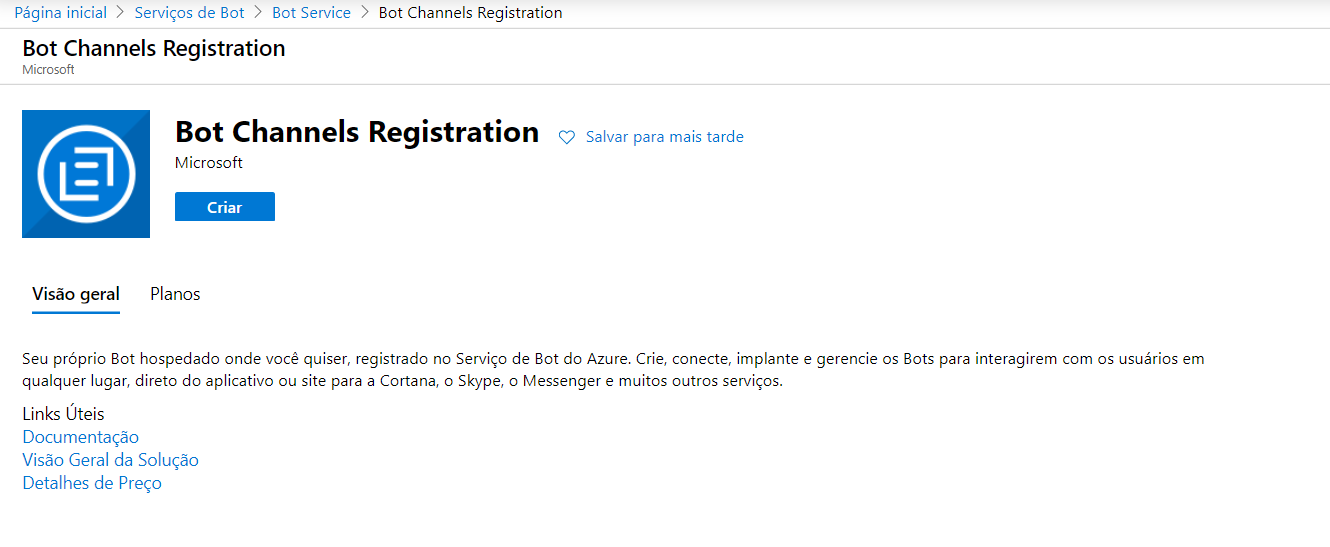 Página inicial > Serviços de Bot > Bot Service > Bot Channels Registration
Bot Channels Registration
Microsoft
Bot Channels Registration
Salvar para mais tarde
Microsoft
Criar
Visão geral
Planos
Seu próprio Bot hospedado onde você quiser, registrado no Serviço de Bot do Azure. Crie, conecte, implante e gerencie os Bots para interagirem com os usuários em
qualquer lugar, direto do aplicativo ou site para a Cortana, o Skype, o Messenger e muitos outros serviços.
Links Úteis
Documentação
Visão Geral da Solução
Detalhes de Preço